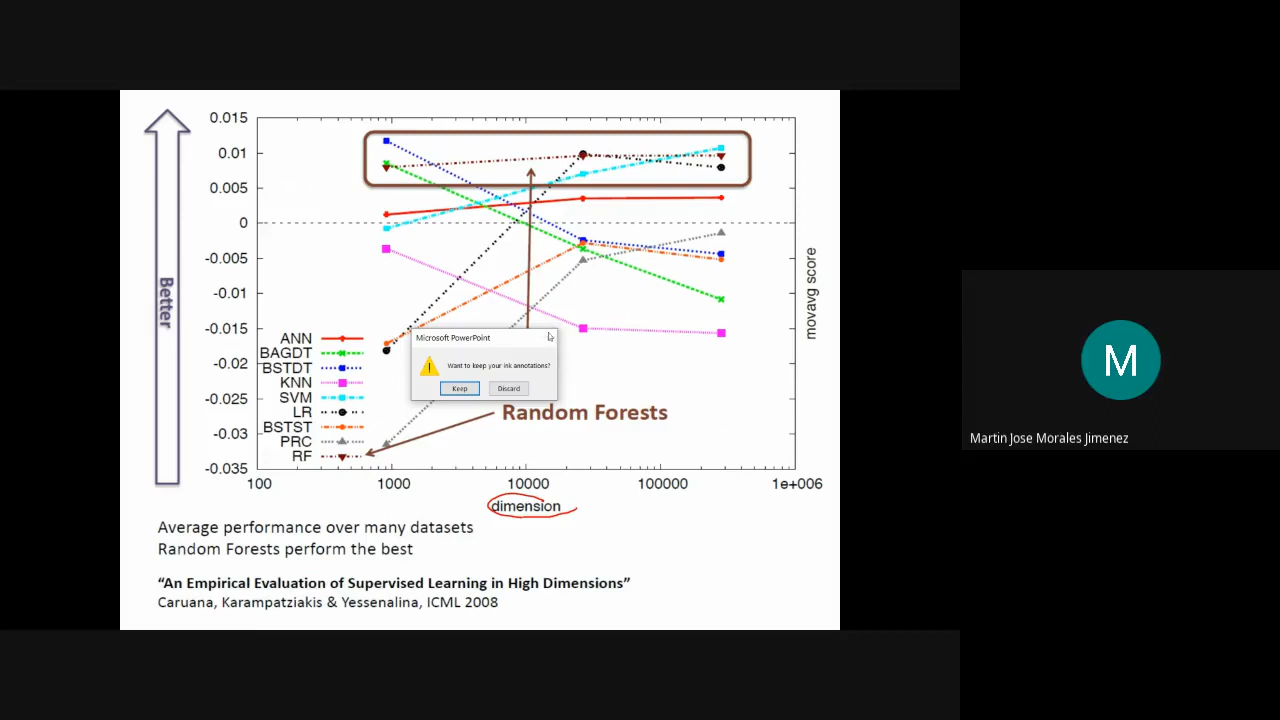 0.015
0.01
0.005
0
-0.005
-0.01
-0.015
-0.02
-0.025
-0.03
-0.035
Better
ANN
BAGDT
BSTDT
KNN
SVM
LR
BSTST
PRC
RF
movavg score
Microsoft PowerPoint
Want to keep your ink annotations?
Keep Discard
Random Forests
100 1000 10000 100000 1e+006
dimension
Average performance over many datasets
Random Forests perform the best
“An Empirical Evaluation of Supervised Learning in High Dimensions”
Caruana, Karampatziakis & Yessenalina, ICML 2008
M
Martin Jose Morales Jimenez